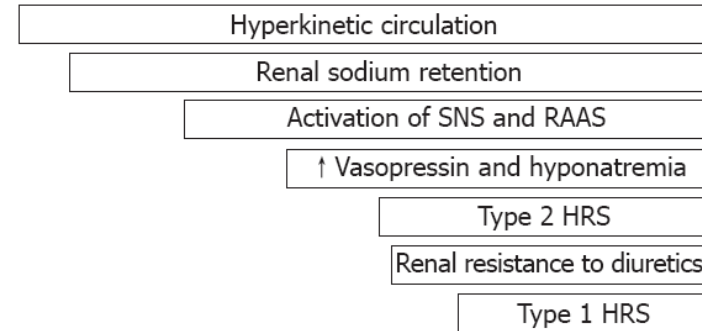 Hyperkinetic circulation
Renal sodium retention
Activation of SNS and RAAS
↑ Vasopressin and hyponatremia
Type 2 HRS
Renal resistance to diuretics
Type 1 HRS